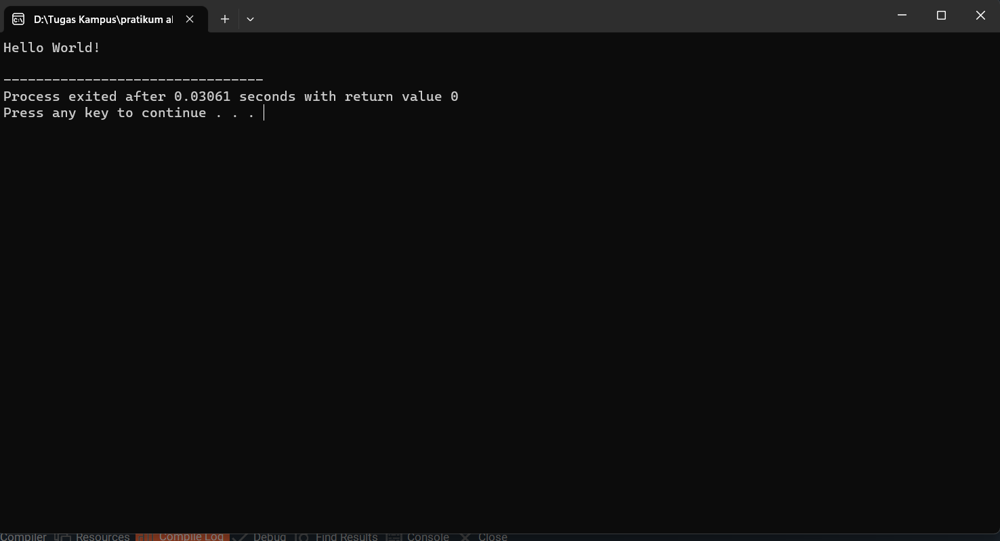 D:\Tugas Kampus\pratikum al
Hello World!
--------------------------------
Process exited after 0.03061 seconds with return value 0
Press any key to continue . . .
Compiler Resources Compile Log Debug Find Results Console Close